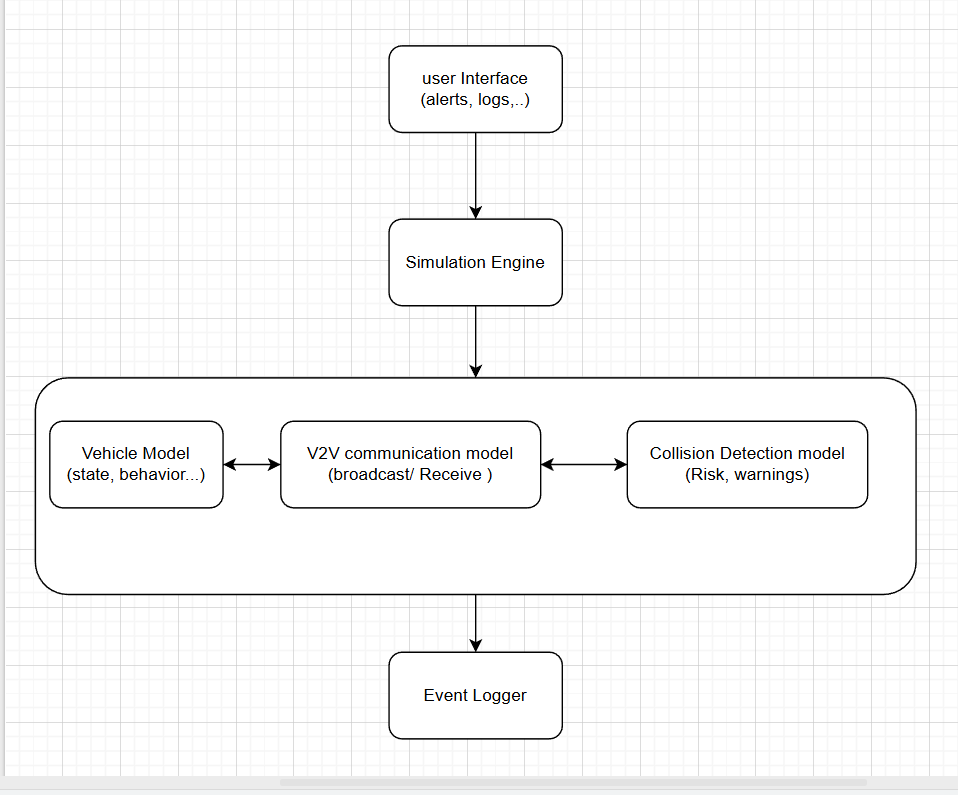 user Interface
(alerts, logs,..)
Simulation Engine
Vehicle Model
(state, behavior...)
V2V communication model
(broadcast/ Receive )
Collision Detection model
(Risk, warnings)
Event Logger